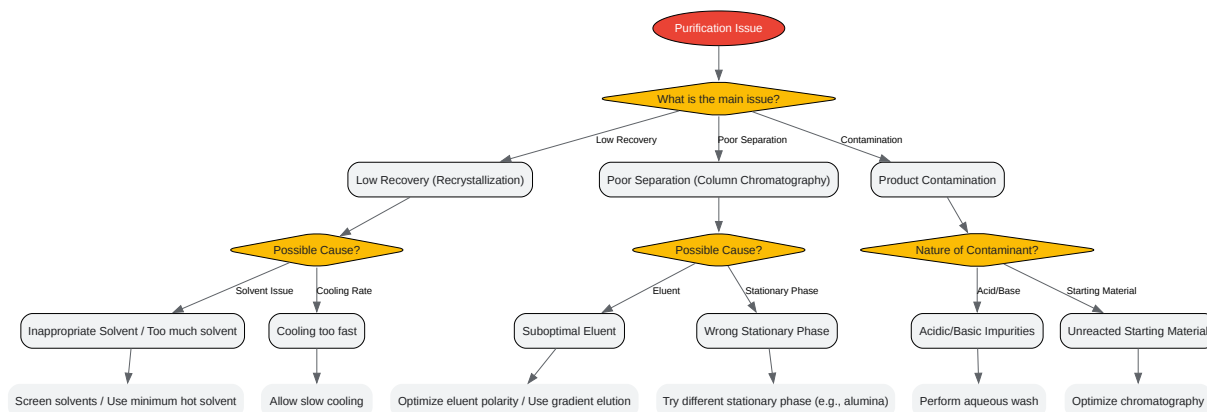 Purification Issue
What is the main issue?
Low Recovery
Poor Separation
Contamination
Low Recovery (Recrystallization)
Poor Separation (Column Chromatography)
Product Contamination
Possible Cause?
Possible Cause?
Nature of Contaminant?
Solvent Issue
Cooling Rate
Eluent
Stationary Phase
Acid/Base
Starting Material
Inappropriate Solvent / Too much solvent
Cooling too fast
Suboptimal Eluent
Wrong Stationary Phase
Acidic/Basic Impurities
Unreacted Starting Material
Screen solvents / Use minimum hot solvent
Allow slow cooling
Optimize eluent polarity / Use gradient elution
Try different stationary phase (e.g., alumina)
Perform aqueous wash
Optimize chromatography